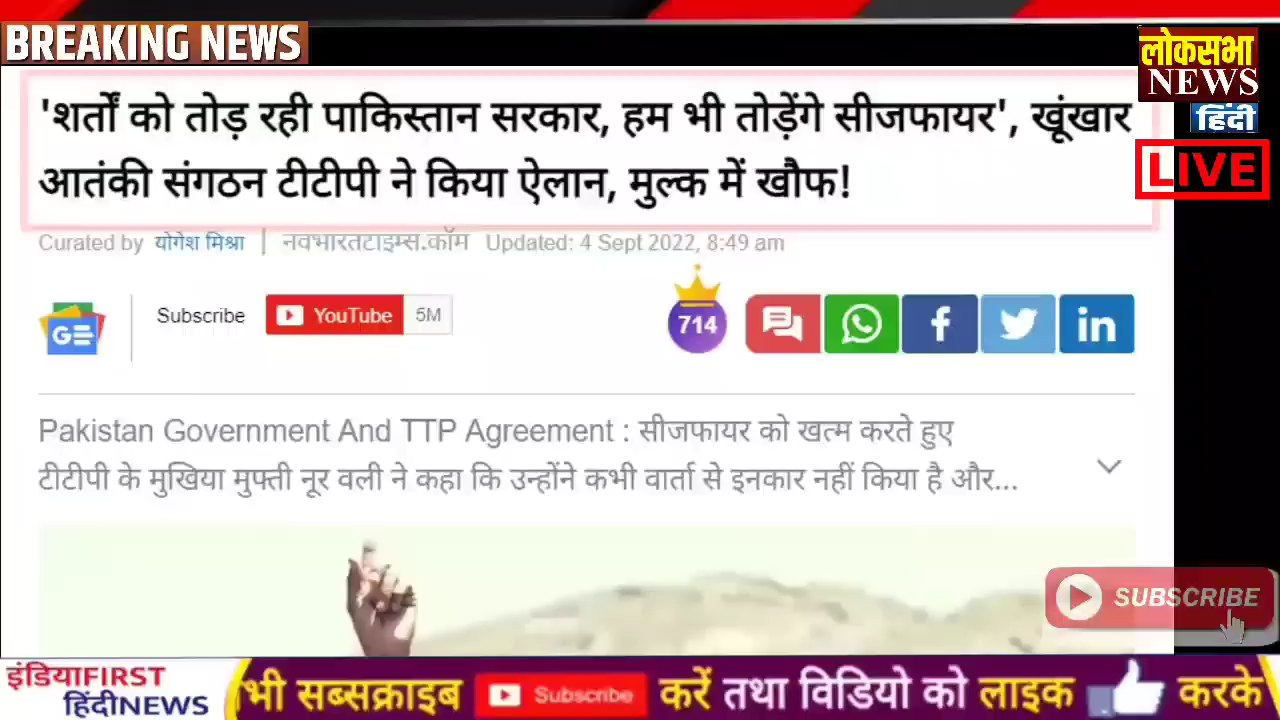 BREAKING NEWS
लोकसभा
NEWS
हिंदी
LIVE
'शर्तों को तोड़ रही पाकिस्तान सरकार, हम भी तोड़ेंगे सीजफायर', खूंखार
आतंकी संगठन टीटीपी ने किया ऐलान, मुल्क में खौफ!
Curated by योगेश मिश्रा | नवभारतटाइम्स.कॉम Updated: 4 Sept 2022, 8:49 am
GE Subscribe YouTube 5M 714 f in
Pakistan Government And TTP Agreement : सीजफायर को खत्म करते हुए
टीटीपी के मुखिया मुफ्ती नूर वली ने कहा कि उन्होंने कभी वार्ता से इनकार नहीं किया है और...
SUBSCRIBE
इंडियाFIRST
हिंदीNEWS
भी सब्सक्राइब Subscribe करें तथा विडियो को लाइक करके